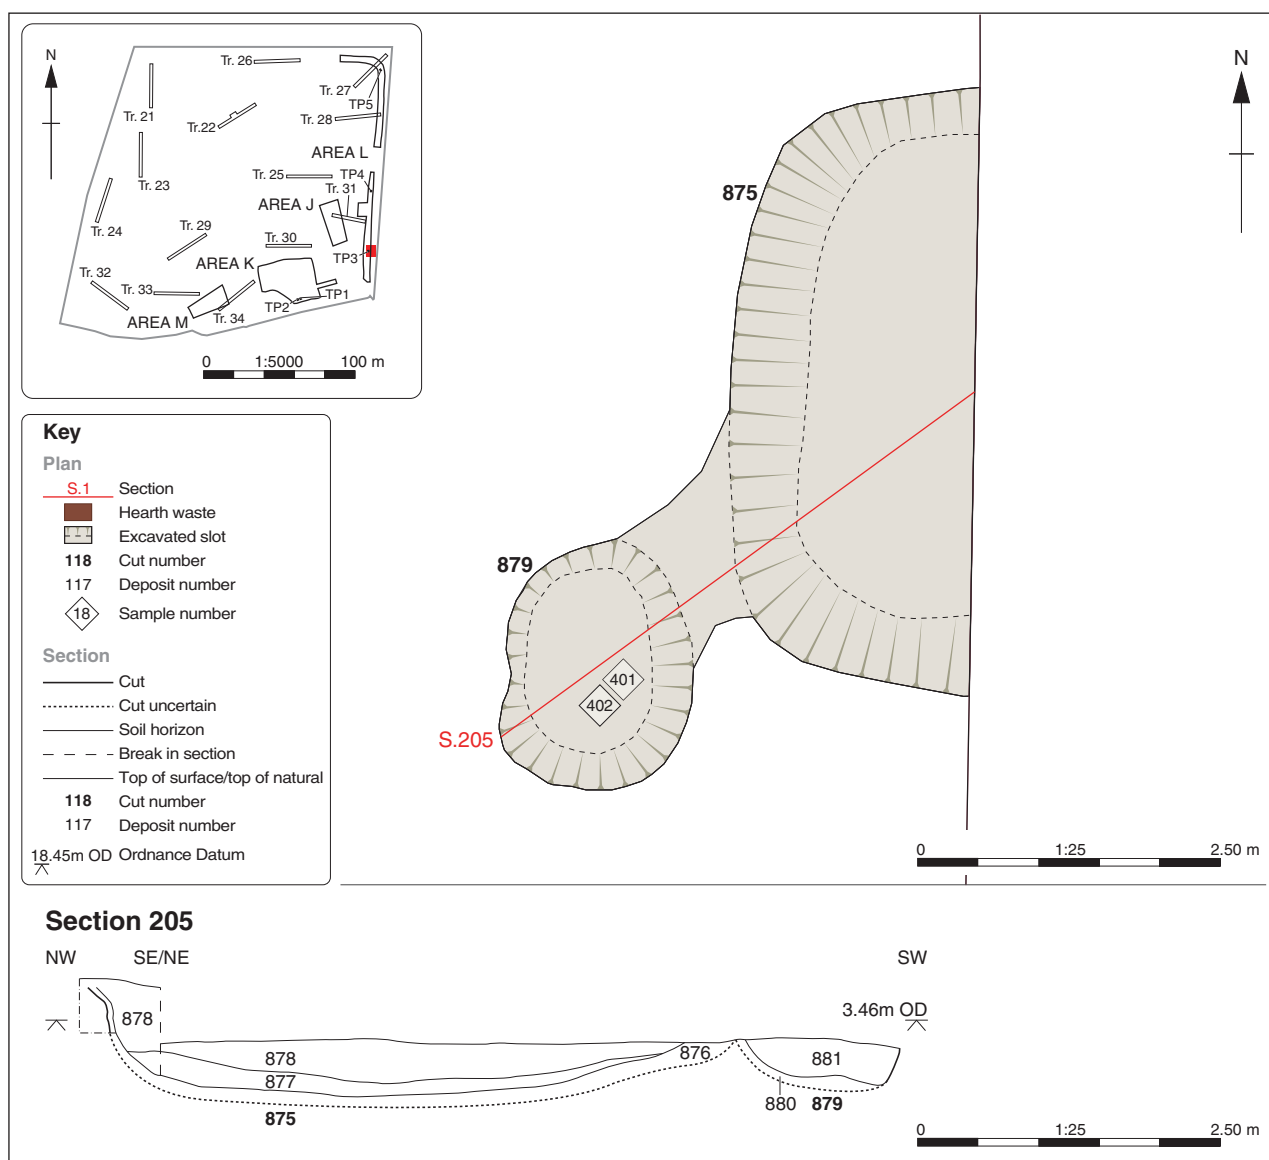 N
Tr. 26
Tr. 27
TP5
Tr. 21
Tr.22
Tr. 28
AREA L
Tr. 23
Tr. 25
TP4
Tr. 31
AREA J
Tr. 24
Tr. 29
Tr. 30
TP3
AREA K
Tr. 32
Tr. 33
TP1
TP2
Tr. 34
AREA M
0 1:5000 100 m
N
875
879
401
402
S.205
0 1:25 2.50 m
Key
Plan
S.1 Section
Hearth waste
Excavated slot
118 Cut number
117 Deposit number
18 Sample number
Section
Cut
Cut uncertain
Soil horizon
Break in section
Top of surface/top of natural
118 Cut number
117 Deposit number
18.45m OD Ordnance Datum
Section 205
NW SE/NE SW
3.46m OD
878
878
876
881
877
880
879
875
0 1:25 2.50 m